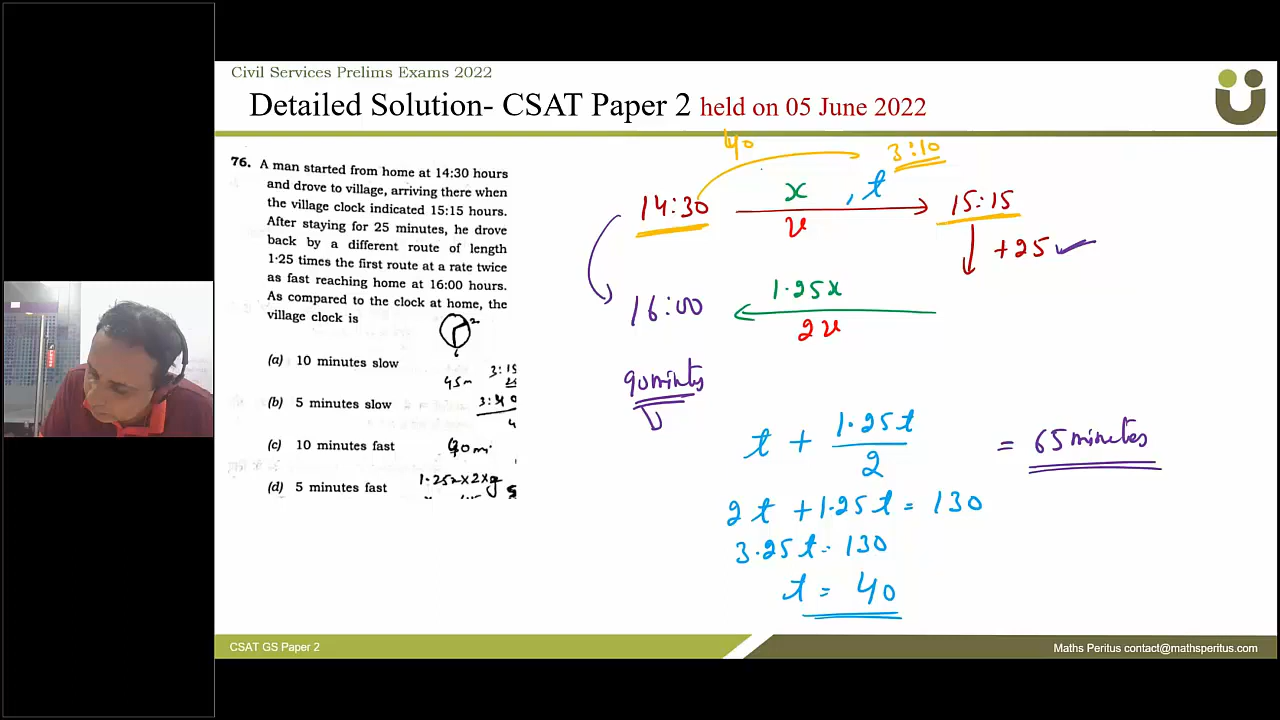 Civil Services Prelims Exams 2022
Detailed Solution- CSAT Paper 2 held on 05 June 2022
76. A man started from home at 14:30 hours
and drove to village, arriving there when
the village clock indicated 15:15 hours.
After staying for 25 minutes, he drove
back by a different route of length
1·25 times the first route at a rate twice
as fast reaching home at 16:00 hours.
As compared to the clock at home, the
village clock is
(a) 10 minutes slow
(b) 5 minutes slow
(c) 10 minutes fast
(d) 5 minutes fast
2
6
45m
3:15
90mi
40
3:10
14:30
x , t
v
15:15
+25
16:00
1.25x
2v
90 minutes
t + 1.25t
2
= 65 minutes
2t + 1.25t = 130
3.25t = 130
t = 40
CSAT GS Paper 2
Maths Peritus contact@mathsperitus.com